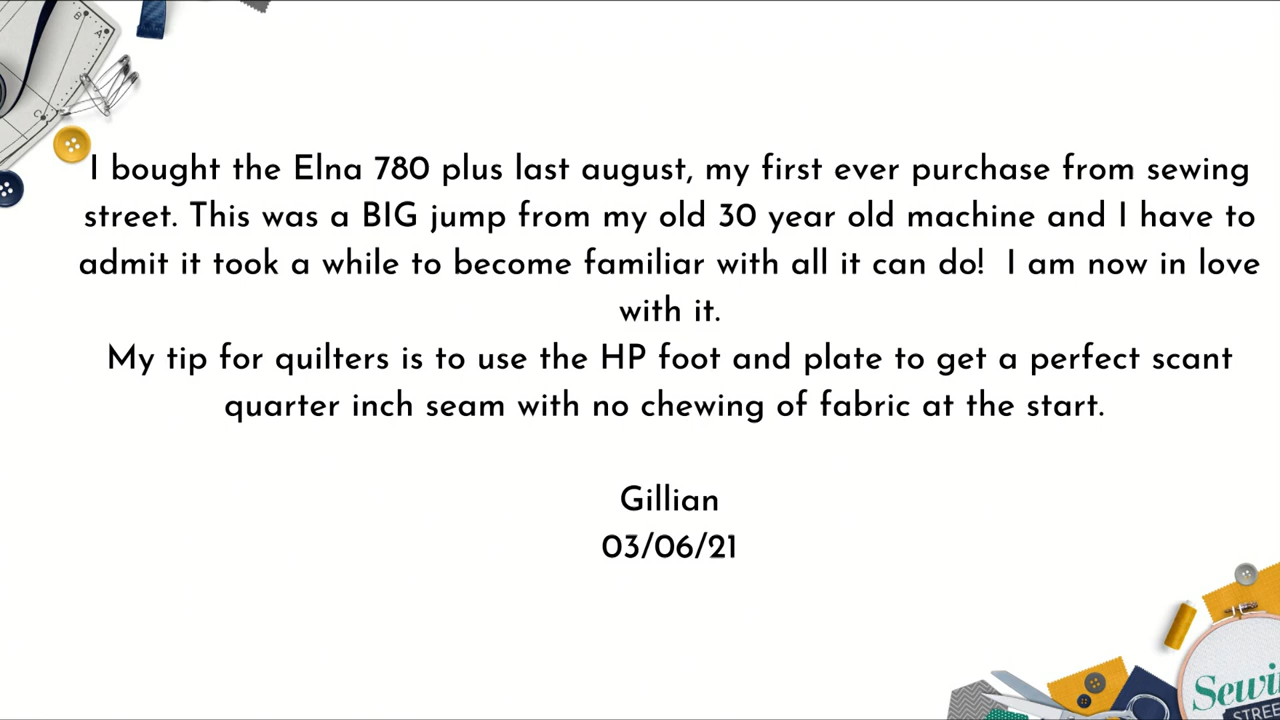 B
A
C
I bought the Elna 780 plus last august, my first ever purchase from sewing
street. This was a BIG jump from my old 30 year old machine and I have to
admit it took a while to become familiar with all it can do!  I am now in love
with it.
My tip for quilters is to use the HP foot and plate to get a perfect scant
quarter inch seam with no chewing of fabric at the start.
Gillian
03/06/21